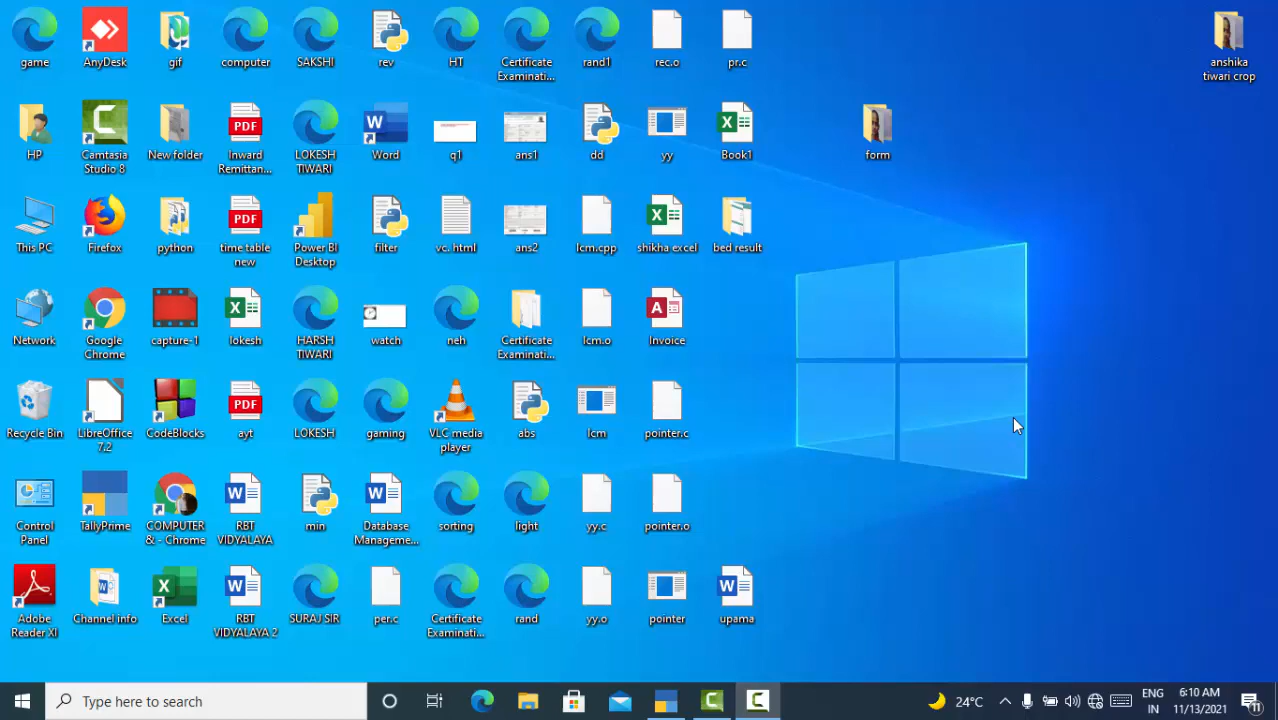 game
AnyDesk
gif
computer
SAKSHI
rev
HT
Certificate
Examinati...
rand1
rec.o
pr.c
anshika
tiwari crop
HP
Camtasia
Studio 8
New folder
PDF
Inward
Remittan...
LOKESH
TIWARI
Word
q1
ans1
dd
yy
Book1
form
This PC
Firefox
python
PDF
time table
new
Power BI
Desktop
filter
vc. html
ans2
lcm.cpp
shikha excel
bed result
Network
Google
Chrome
capture-1
lokesh
HARSH
TIWARI
watch
neh
Certificate
Examinati...
lcm.o
Invoice
Recycle Bin
LibreOffice
7.2
CodeBlocks
PDF
ayt
LOKESH
gaming
VLC media
player
abs
lcm
pointer.c
Control
Panel
TallyPrime
COMPUTER
& - Chrome
RBT
VIDYALAYA
min
Database
Manageme...
sorting
light
yy.c
pointer.o
Adobe
Reader XI
Channel info
Excel
RBT
VIDYALAYA 2
SURAJ SIR
per.c
Certificate
Examinati...
rand
yy.o
pointer
upama
Type here to search
24°C
ENG
IN
6:10 AM
11/13/2021
11